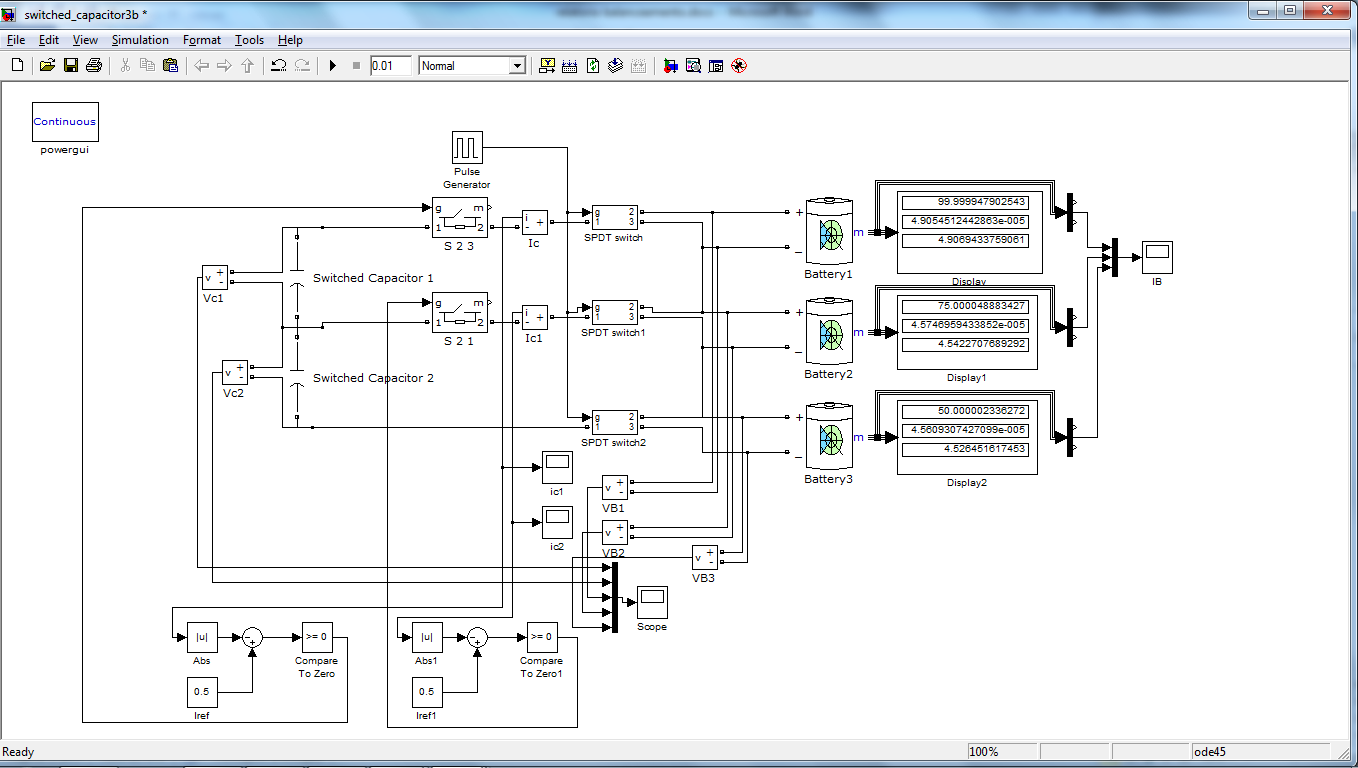 switched_capacitor3b *
File Edit View Simulation Format Tools Help
0.01 Normal
Continuous
powergui
Pulse
Generator
g m
1 2
S 2 3
i
+
-
Ic
g 2
1 3
SPDT switch
+
-
m
Battery1
99.999947902543
4.9054512442863e-005
4.9069433759061
Display
IB
v + -
Vc1
Switched Capacitor 1
g m
1 2
S 2 1
i
+
-
Ic1
g 2
1 3
SPDT switch1
+
-
m
Battery2
75.000048883427
4.5746959433852e-005
4.5422707689292
Display1
v + -
Vc2
Switched Capacitor 2
g 2
1 3
SPDT switch2
+
-
m
Battery3
50.000002336272
4.5609307427099e-005
4.526451617453
Display2
ic1
v + -
VB1
ic2
v + -
VB2
v + -
VB3
Scope
|u|
Abs
- +
>= 0
Compare
To Zero
0.5
Iref
|u|
Abs1
- +
>= 0
Compare
To Zero1
0.5
Iref1
Ready 100% ode45